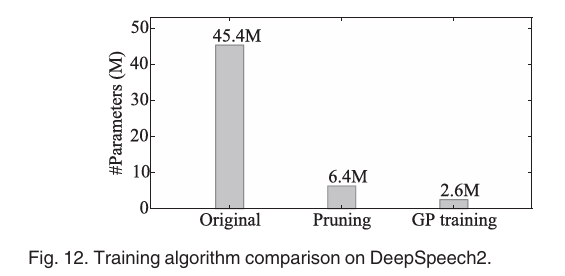 #Parameters (M)
50
40
30
20
10
0
45.4M
6.4M
2.6M
Original Pruning GP training
Fig. 12. Training algorithm comparison on DeepSpeech2.